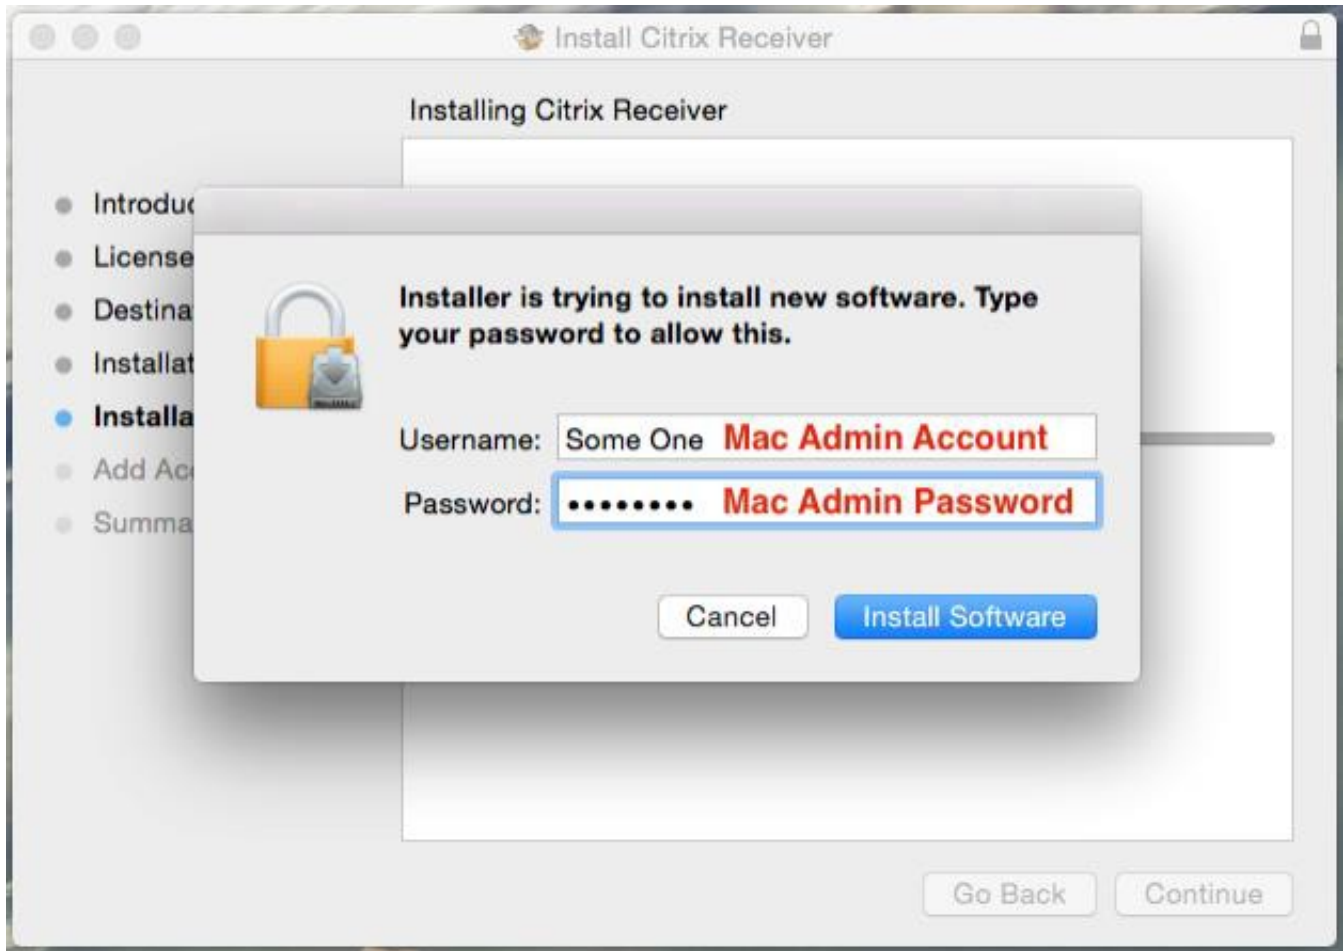 Install Citrix Receiver
Installing Citrix Receiver
Introduc
License
Destina
Installat
Installa
Add Acc
Summa
Installer is trying to install new software. Type
your password to allow this.
Username: Some One Mac Admin Account
Password: •••••••• Mac Admin Password
Cancel Install Software
Go Back Continue